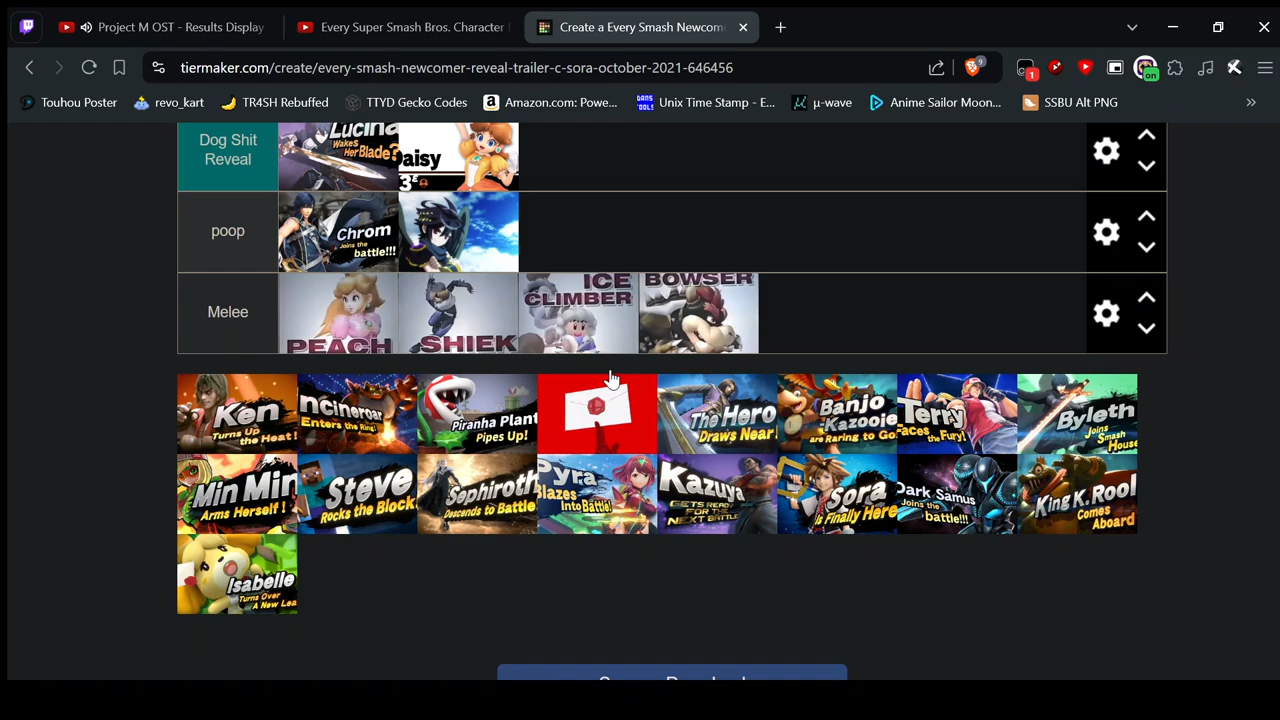 Project M OST - Results Display
Every Super Smash Bros. Character
Create a Every Smash Newcom
tiermaker.com/create/every-smash-newcomer-reveal-trailer-c-sora-october-2021-646456
9
1
on
Touhou Poster
revo_kart
TR4SH Rebuffed
TTYD Gecko Codes
Amazon.com: Powe...
Unix Time Stamp - E...
μ-wave
Anime Sailor Moon...
SSBU Alt PNG
Dog Shit
Reveal
Lucina
Wakes
Her Blade?
Daisy
13ᴱ
poop
Chrom
Joins the
battle!!!
Melee
PEACH
SHIEK
ICE
CLIMBER
BOWSER
Ken
Turns Up
the Heat!
ncineroar
Enters the Ring!
Piranha Plant
Pipes Up!
The Hero
Draws Near!
Banjo
-Kazooie
are Raring to Go!
Terry
Faces the Fury!
Byleth
Joins
Smash
House
Min Min
Arms Herself!
Steve
Rocks the Block
Sephiroth
Descends to Battle
Pyra
Blazes
Into Battle!
Kazuya
GETS READY
FOR THE
NEXT BATTLE!
Sora
Is Finally Here
Dark Samus
Joins the
battle!!!
King K. Rool
Comes
Aboard
Isabelle
Turns Over
A New Lea